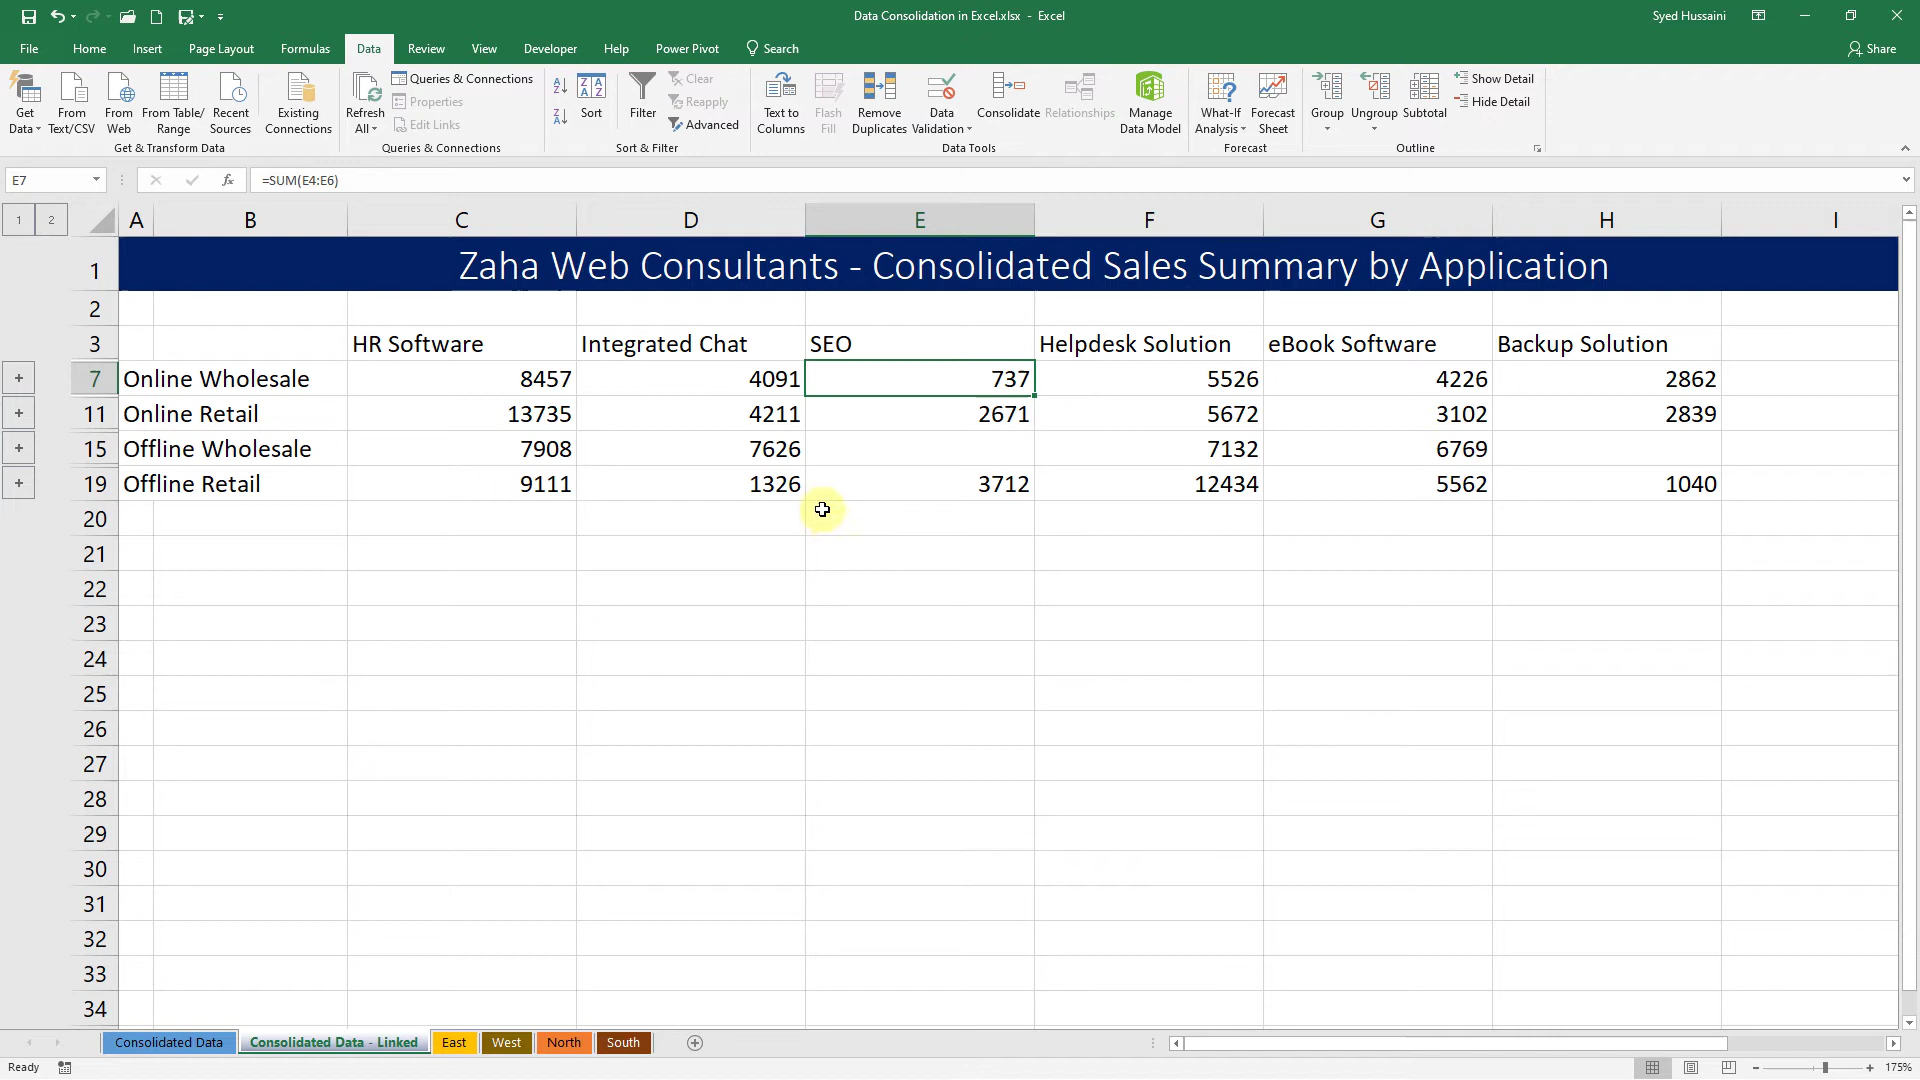 Data Consolidation in Excel.xlsx - Excel
Syed Hussaini
File Home Insert Page Layout Formulas Data Review View Developer Help Power Pivot Search Share
Get Data
From Text/CSV
From Web
From Table/ Range
Recent Sources
Existing Connections
Get & Transform Data
Refresh All
Queries & Connections
Properties
Edit Links
Queries & Connections
Sort
Filter
Clear
Reapply
Advanced
Sort & Filter
Text to Columns
Flash Fill
Remove Duplicates
Data Validation
Consolidate
Relationships
Manage Data Model
Data Tools
What-If Analysis
Forecast Sheet
Forecast
Group
Ungroup
Subtotal
Show Detail
Hide Detail
Outline
E7 fx =SUM(E4:E6)
1 2 A B C D E F G H I
1 Zaha Web Consultants - Consolidated Sales Summary by Application
2
3 HR Software Integrated Chat SEO Helpdesk Solution eBook Software Backup Solution
+ 7 Online Wholesale 8457 4091 737 5526 4226 2862
+ 11 Online Retail 13735 4211 2671 5672 3102 2839
+ 15 Offline Wholesale 7908 7626 7132 6769
+ 19 Offline Retail 9111 1326 3712 12434 5562 1040
20
21
22
23
24
25
26
27
28
29
30
31
32
33
34
Consolidated Data Consolidated Data - Linked East West North South
Ready 175%